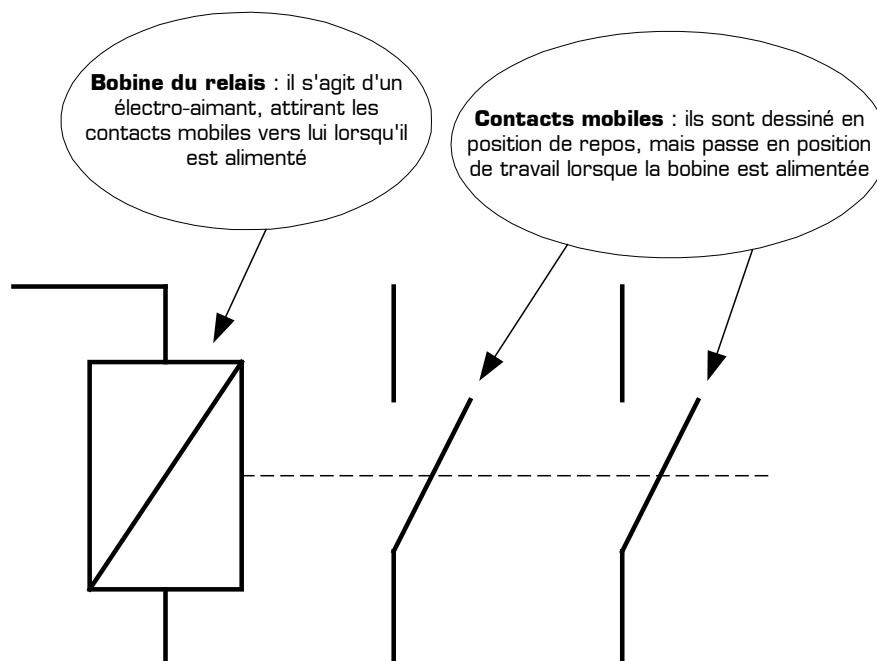 Bobine du relais : il s'agit d'un
électro-aimant, attirant les
contacts mobiles vers lui lorsqu'il
est alimenté
Contacts mobiles : ils sont dessiné en
position de repos, mais passe en position
de travail lorsque la bobine est alimentée